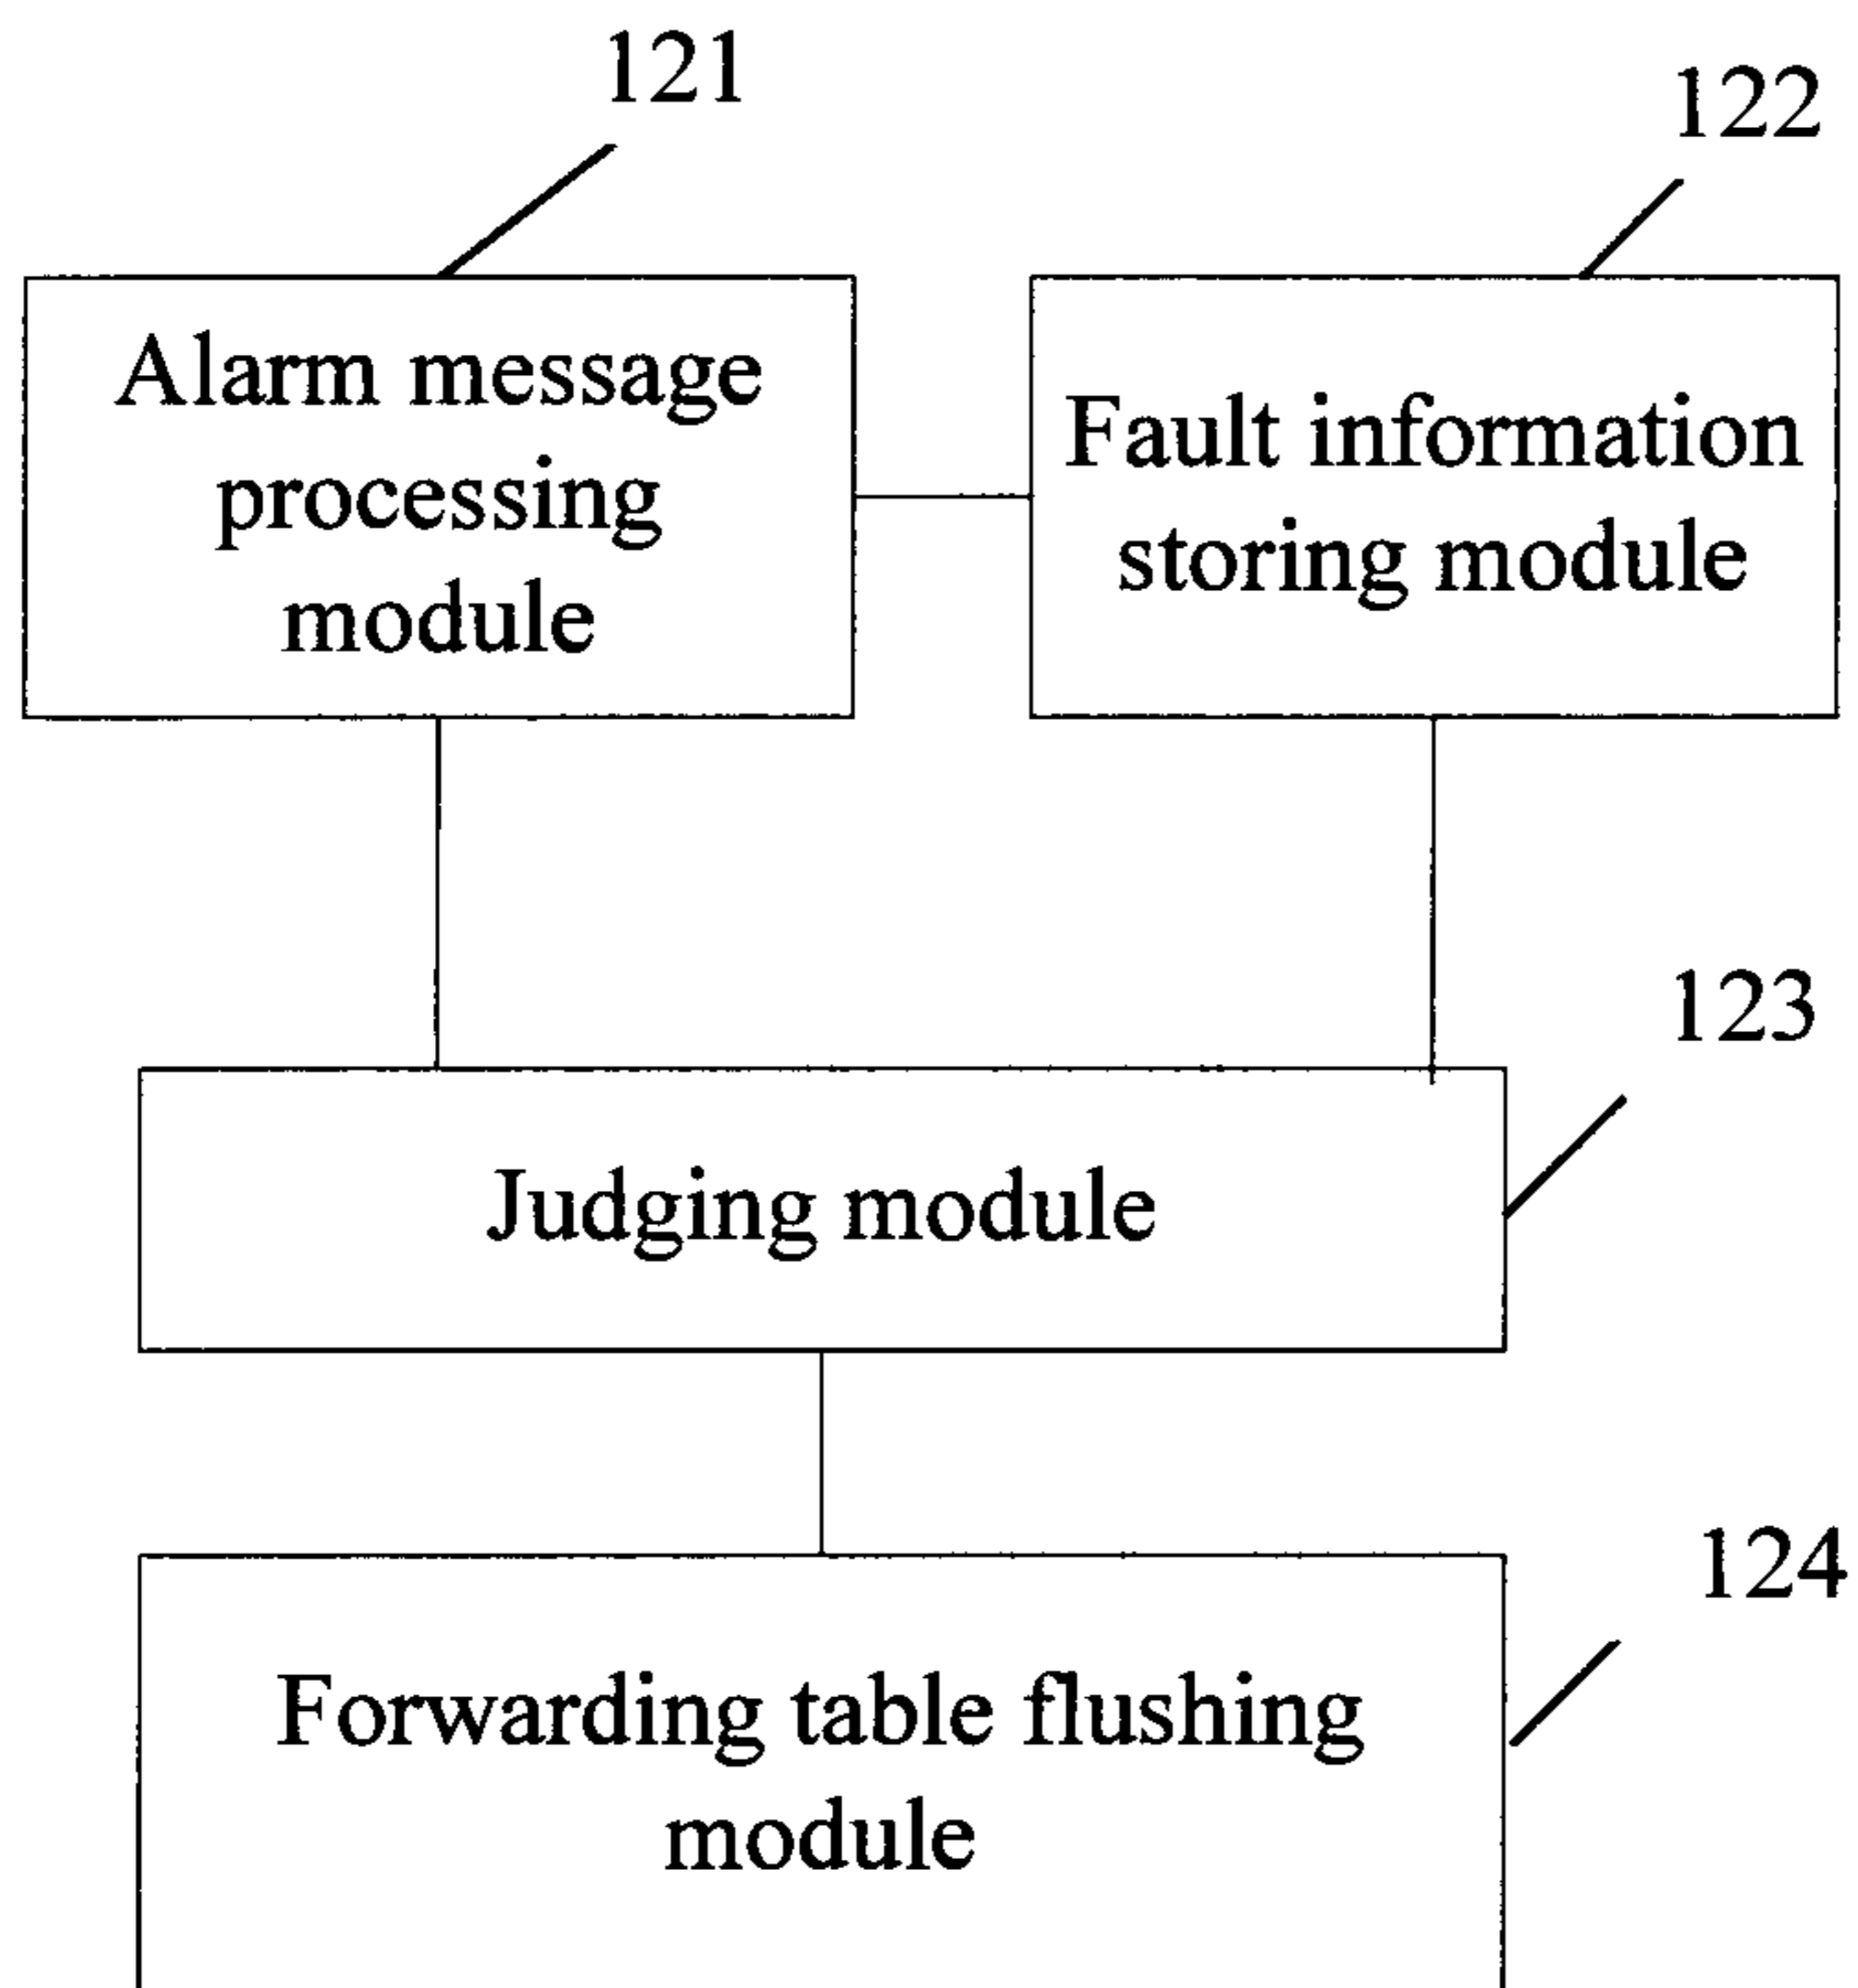 121
122
Alarm message
processing
module
Fault information
storing module
123
Judging module
124
Forwarding table flushing
module